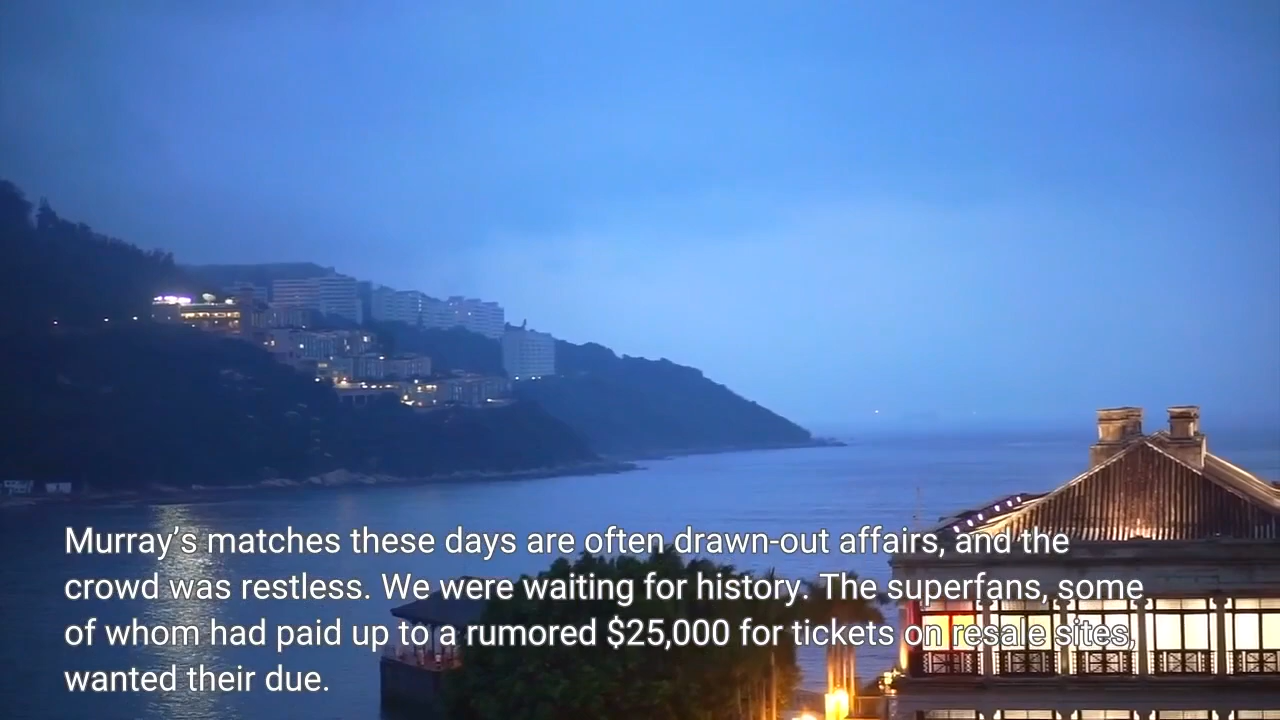 Murray’s matches these days are often drawn-out affairs, and the
crowd was restless. We were waiting for history. The superfans, some
of whom had paid up to a rumored $25,000 for tickets on resale sites,
wanted their due.